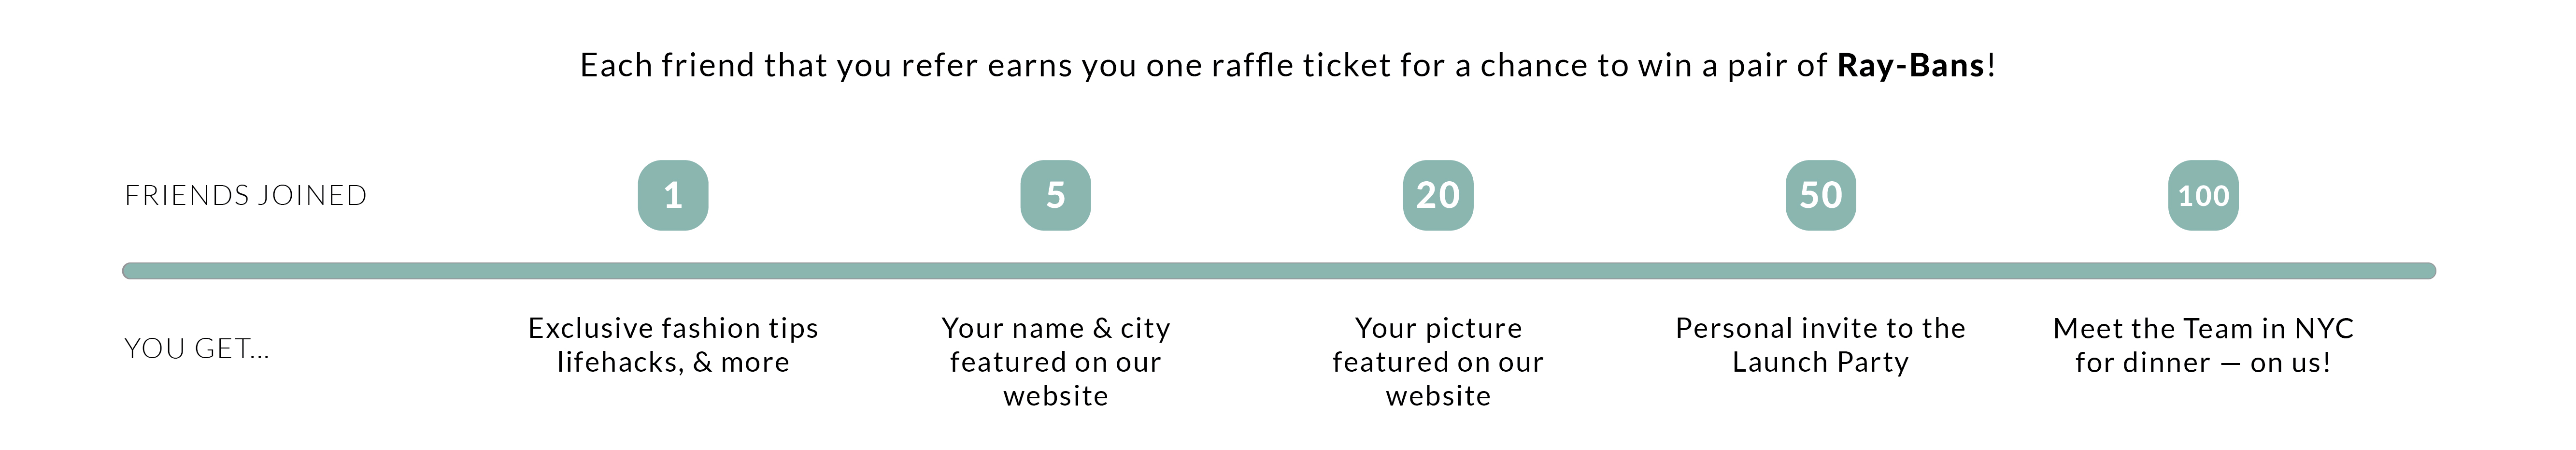 Each friend that you refer earns you one raffle ticket for a chance to win a pair of Ray-Bans!
FRIENDS JOINED
1
5
20
50
100
YOU GET...
Exclusive fashion tips
lifehacks, & more
Your name & city
featured on our
website
Your picture
featured on our
website
Personal invite to the
Launch Party
Meet the Team in NYC
for dinner — on us!